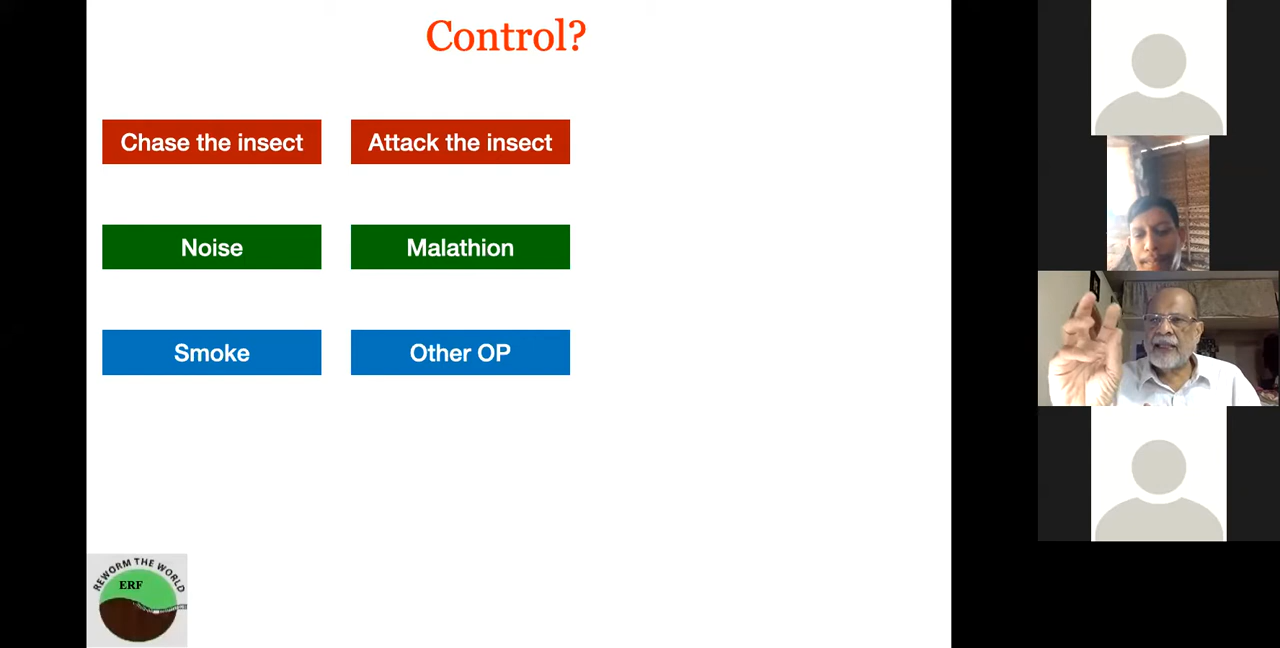 Control?
Chase the insect
Attack the insect
Noise
Malathion
Smoke
Other OP
REWORM THE WORLD
ERF